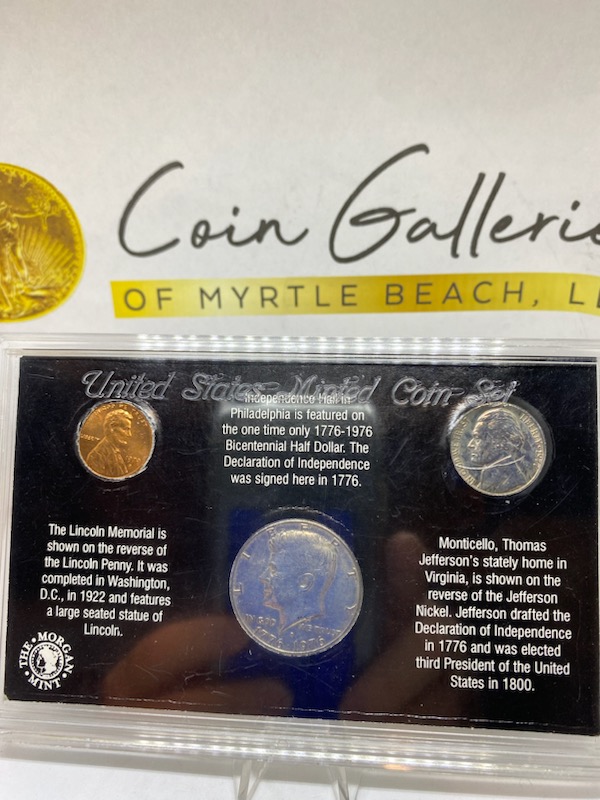 Coin Gallerie
OF MYRTLE BEACH, LL
United States Minted Coin Set
Independence Hall in
Philadelphia is featured on
the one time only 1776-1976
Bicentennial Half Dollar. The
Declaration of Independence
was signed here in 1776.
The Lincoln Memorial is
shown on the reverse of
the Lincoln Penny. It was
completed in Washington,
D.C., in 1922 and features
a large seated statue of
Lincoln.
Monticello, Thomas
Jefferson's stately home in
Virginia, is shown on the
reverse of the Jefferson
Nickel. Jefferson drafted the
Declaration of Independence
in 1776 and was elected
third President of the United
States in 1800.
LIBERTY
1776·1976
THE·MORGAN
·MINT·